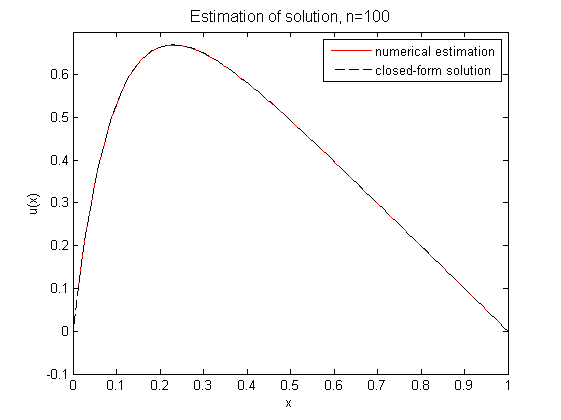 Estimation of solution, n=100
numerical estimation
closed-form solution
0.6
0.5
0.4
0.3
0.2
0.1
0
-0.1
u(x)
0 0.1 0.2 0.3 0.4 0.5 0.6 0.7 0.8 0.9 1
x